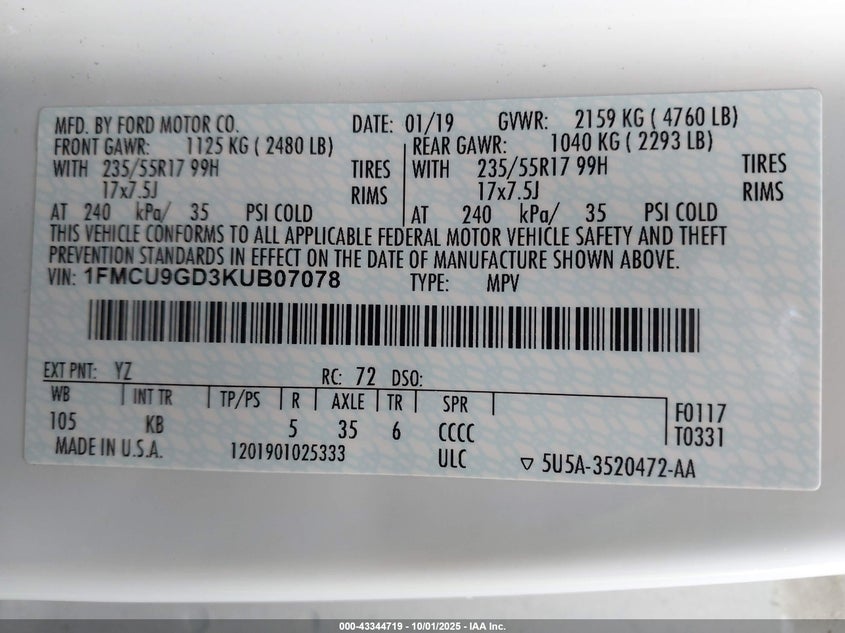 MFD. BY FORD MOTOR CO. DATE: 01/19 GVWR: 2159 KG ( 4760 LB)
FRONT GAWR: 1125 KG ( 2480 LB) REAR GAWR: 1040 KG ( 2293 LB)
WITH 235/55R17 99H TIRES WITH 235/55R17 99H TIRES
17x7.5J RIMS 17x7.5J RIMS
AT 240 kPa/ 35 PSI COLD AT 240 kPa/ 35 PSI COLD
THIS VEHICLE CONFORMS TO ALL APPLICABLE FEDERAL MOTOR VEHICLE SAFETY AND THEFT
PREVENTION STANDARDS IN EFFECT ON THE DATE OF MANUFACTURE SHOWN ABOVE.
VIN: 1FMCU9GD3KUB07078 TYPE: MPV
EXT PNT: YZ RC: 72 DSO:
WB INT TR TP/PS R AXLE TR SPR F0117
105 KB 5 35 6 CCCC T0331
MADE IN U.S.A. 1201901025333 ULC ▽ 5U5A-3520472-AA
000-43344719 • 10/01/2025 - IAA Inc.